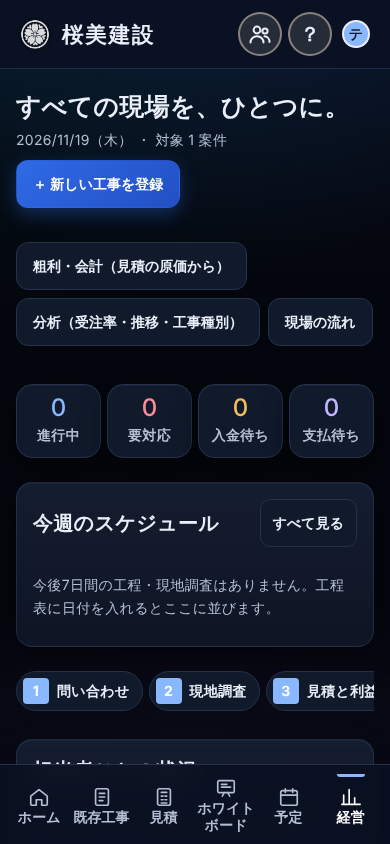 桜美建設
?
テ
すべての現場を、ひとつに。
2026/11/19（木） ・ 対象 1 案件
+ 新しい工事を登録
粗利・会計（見積の原価から）
分析（受注率・推移・工事種別）
現場の流れ
0
進行中
0
要対応
0
入金待ち
0
支払待ち
今週のスケジュール
すべて見る
今後7日間の工程・現地調査はありません。工程
表に日付を入れるとここに並びます。
1 問い合わせ
2 現地調査
3 見積と利益
ホーム
既存工事
見積
ホワイト
ボード
予定
経営